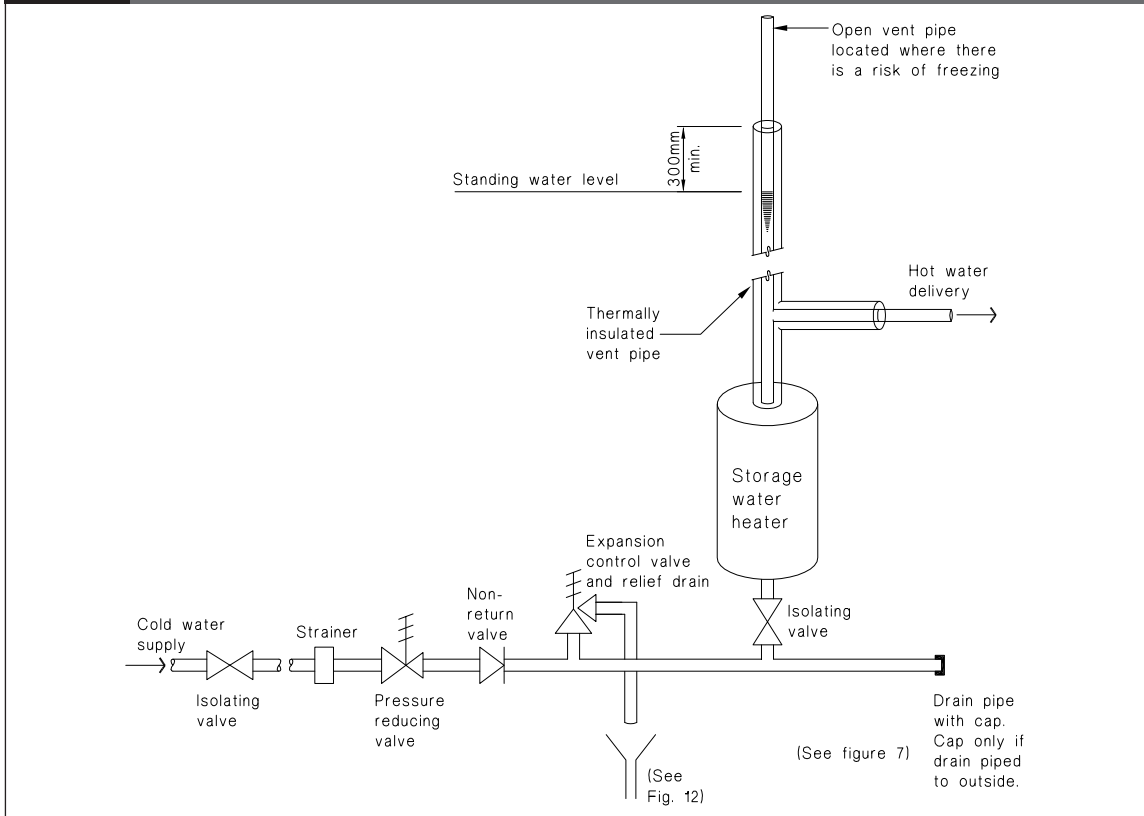 Open vent pipe
located where there
is a risk of freezing
300mm
min.
Standing water level
Hot water
delivery
Thermally
insulated
vent pipe
Storage
water
heater
Expansion
control valve
and relief drain
Non-
return
valve
Isolating
valve
Cold water
supply
Strainer
Isolating
valve
Pressure
reducing
valve
Drain pipe
with cap.
Cap only if
drain piped
to outside.
(See figure 7)
(See
Fig. 12)